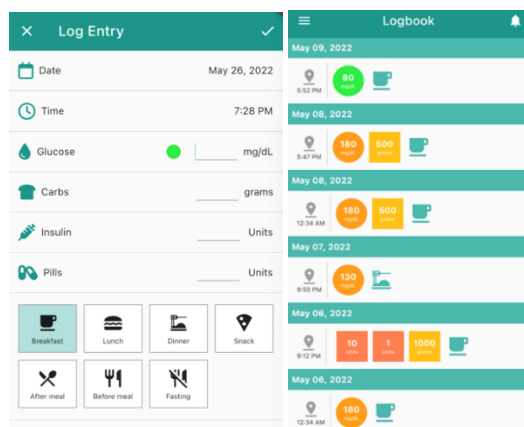 Log Entry
Date May 26, 2022
Time 7:28 PM
Glucose mg/dL
Carbs grams
Insulin Units
Pills Units
Breakfast Lunch Dinner Snack
After meal Before meal Fasting
Logbook
May 09, 2022
5:52 PM 80 mg/dL
May 08, 2022
5:47 PM 180 mg/dL 500 grams
May 08, 2022
12:34 AM 180 mg/dL 500 grams
May 07, 2022
9:55 PM 130 mg/dL
May 06, 2022
9:12 PM 10 units 1 units 1000 grams
May 06, 2022
12:34 AM 180 mg/dL